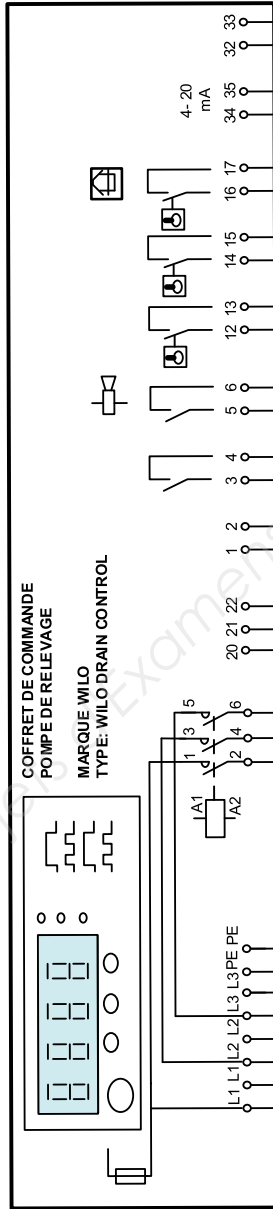 COFFRET DE COMMANDE
POMPE DE RELEVAGE
MARQUE WILO
TYPE: WILO DRAIN CONTROL
8888
4- 20
mA
A1
A2
1 3 5
2 4 6
L1 L1 L2 L2 L3 L3 PE PE
20 21 22 1 2 3 4 5 6 12 13 14 15 16 17 34 35 32 33
Examens